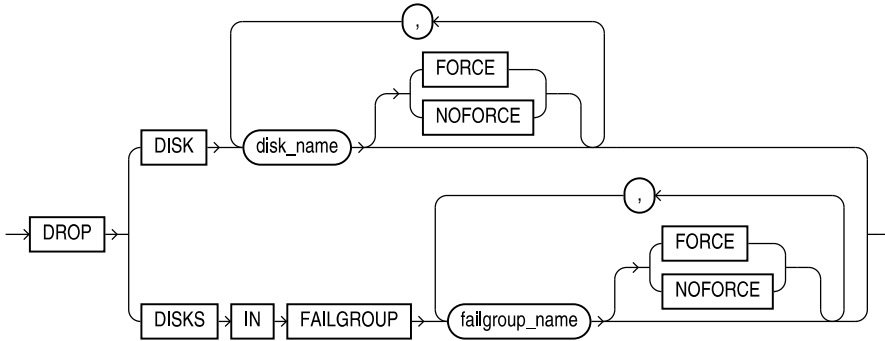 ,
FORCE
NOFORCE
DISK
disk_name
,
DROP
FORCE
NOFORCE
DISKS
IN
FAILGROUP
failgroup_name